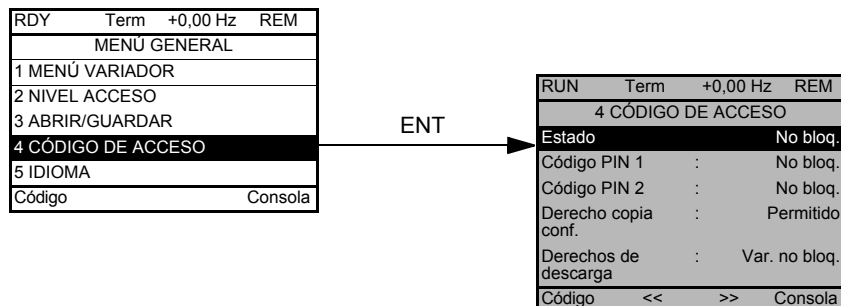 RDY Term +0,00 Hz REM
MENÚ GENERAL
1 MENÚ VARIADOR
2 NIVEL ACCESO
3 ABRIR/GUARDAR
4 CÓDIGO DE ACCESO
5 IDIOMA
Código Consola
ENT
RUN Term +0,00 Hz REM
4 CÓDIGO DE ACCESO
Estado No bloq.
Código PIN 1 : No bloq.
Código PIN 2 : No bloq.
Derecho copia : Permitido
conf.
Derechos de : Var. no bloq.
descarga
Código << >> Consola